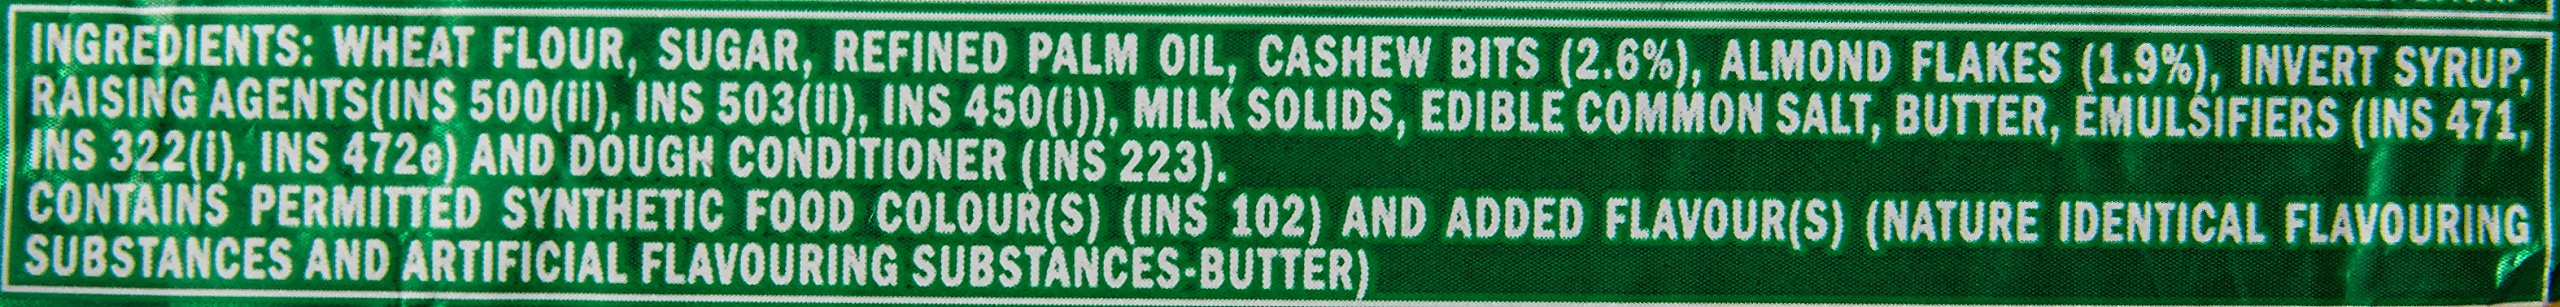 INGREDIENTS: WHEAT FLOUR, SUGAR, REFINED PALM OIL, CASHEW BITS (2.6%), ALMOND FLAKES (1.9%), INVERT SYRUP,
RAISING AGENTS(INS 500(ii), INS 503(ii), INS 450(i)), MILK SOLIDS, EDIBLE COMMON SALT, BUTTER, EMULSIFIERS (INS 471,
INS 322(i), INS 472e) AND DOUGH CONDITIONER (INS 223).
CONTAINS PERMITTED SYNTHETIC FOOD COLOUR(S) (INS 102) AND ADDED FLAVOUR(S) (NATURE IDENTICAL FLAVOURING
SUBSTANCES AND ARTIFICIAL FLAVOURING SUBSTANCES-BUTTER)